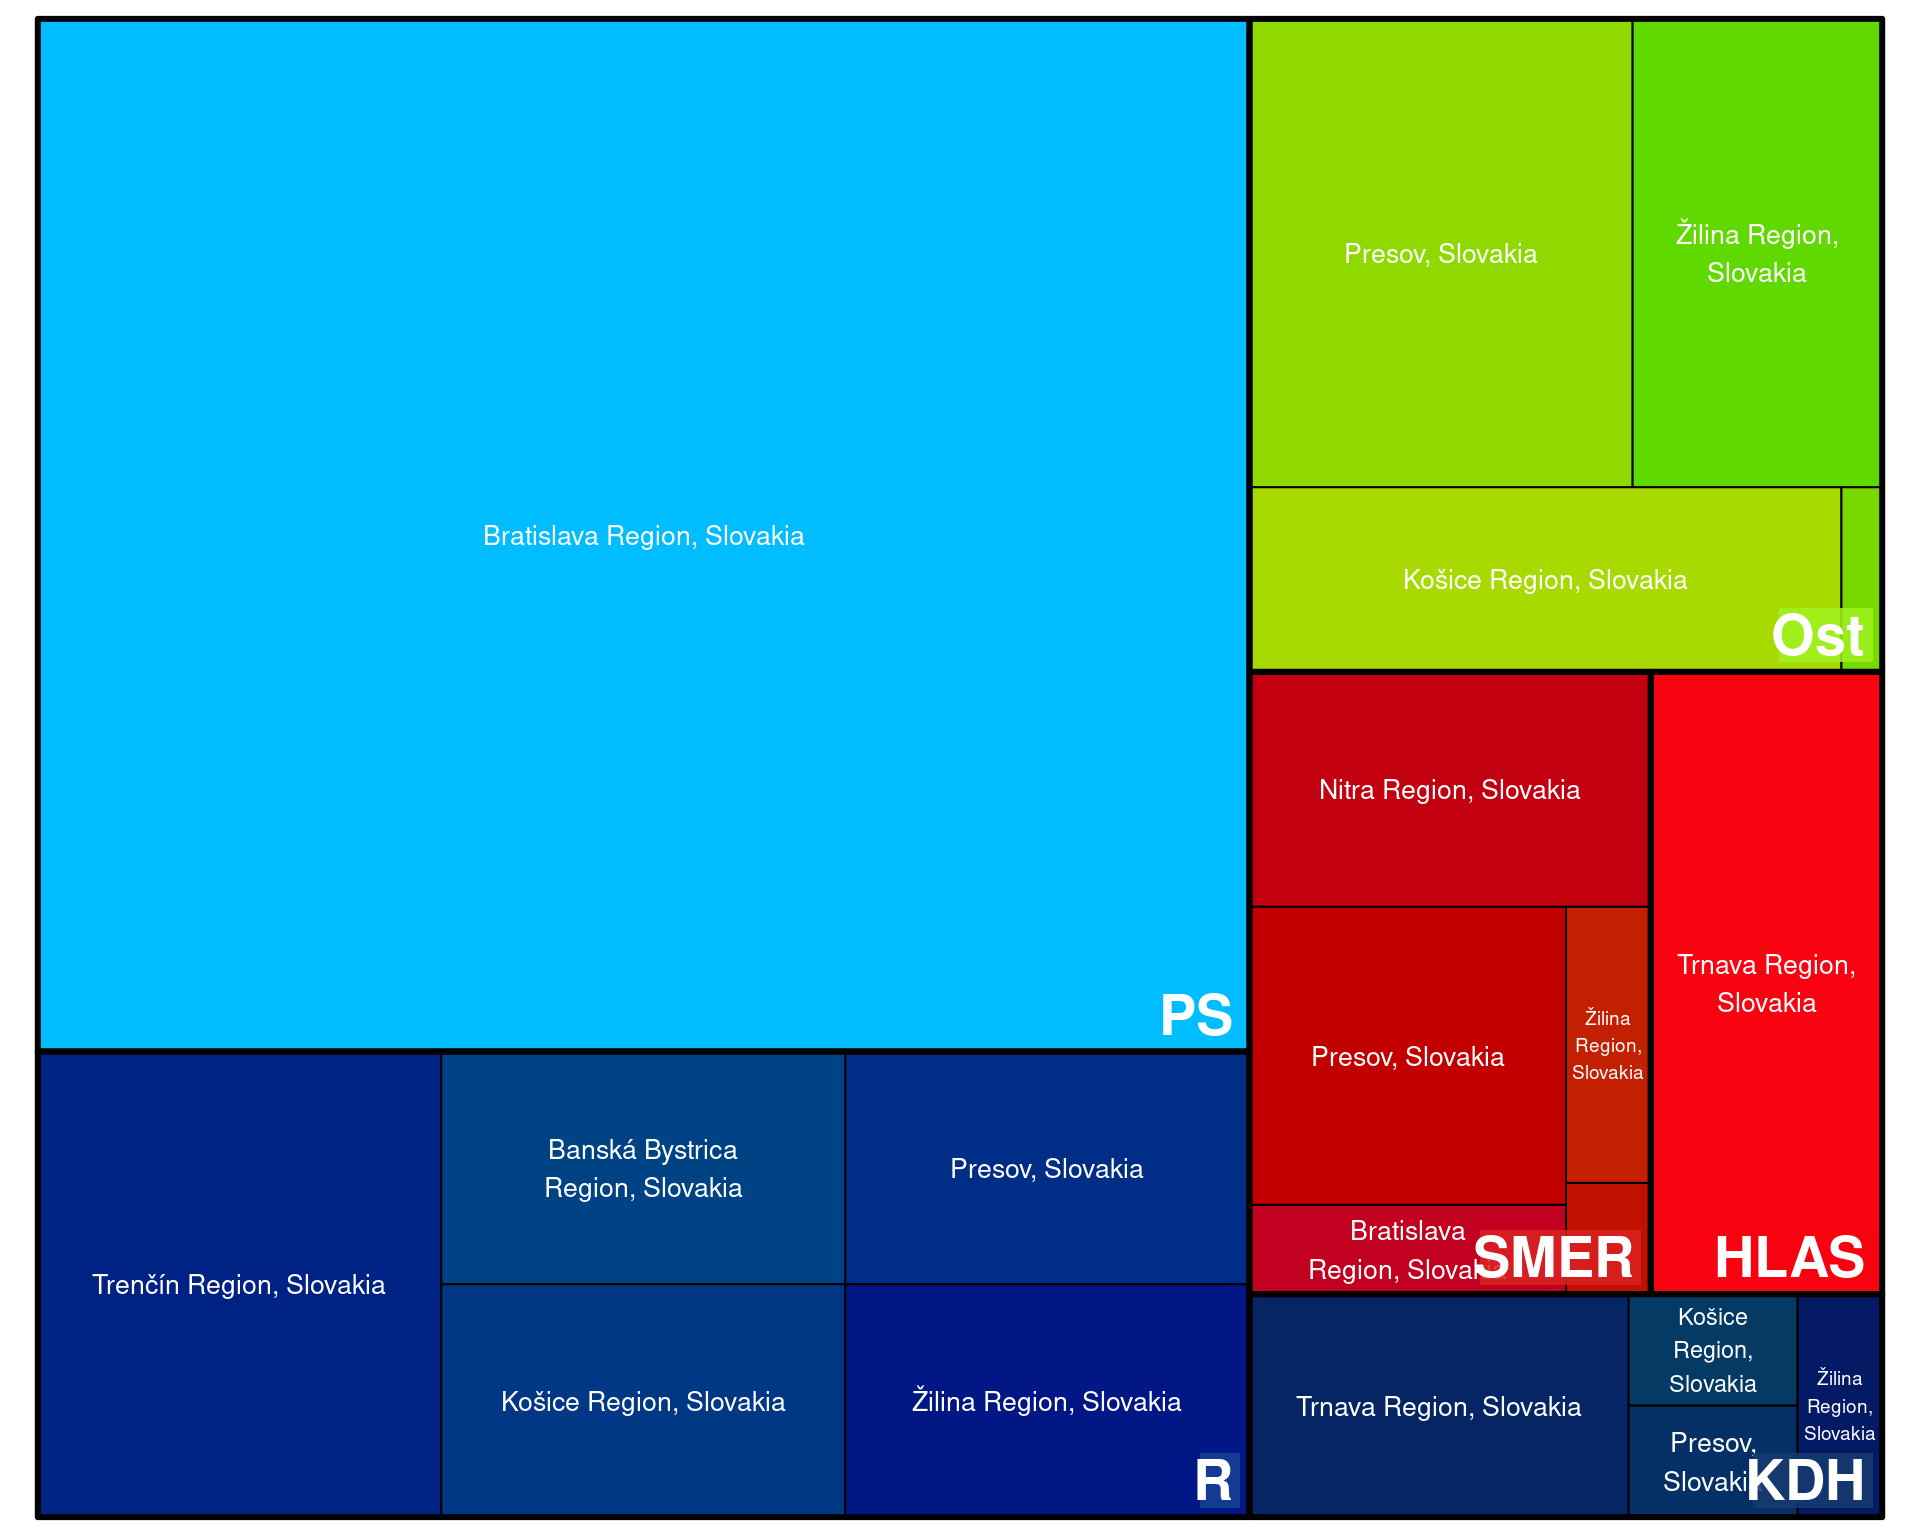 Bratislava Region, Slovakia
PS
Trenčín Region, Slovakia
Banská Bystrica
Region, Slovakia
Presov, Slovakia
Košice Region, Slovakia
Žilina Region, Slovakia
R
Presov, Slovakia
Žilina Region,
Slovakia
Košice Region, Slovakia
Ost
Nitra Region, Slovakia
Presov, Slovakia
Žilina
Region,
Slovakia
Bratislava
Region, Slovakia
SMER
Trnava Region,
Slovakia
HLAS
Trnava Region, Slovakia
Košice
Region,
Slovakia
Presov,
Slovakia
Žilina
Region,
Slovakia
KDH